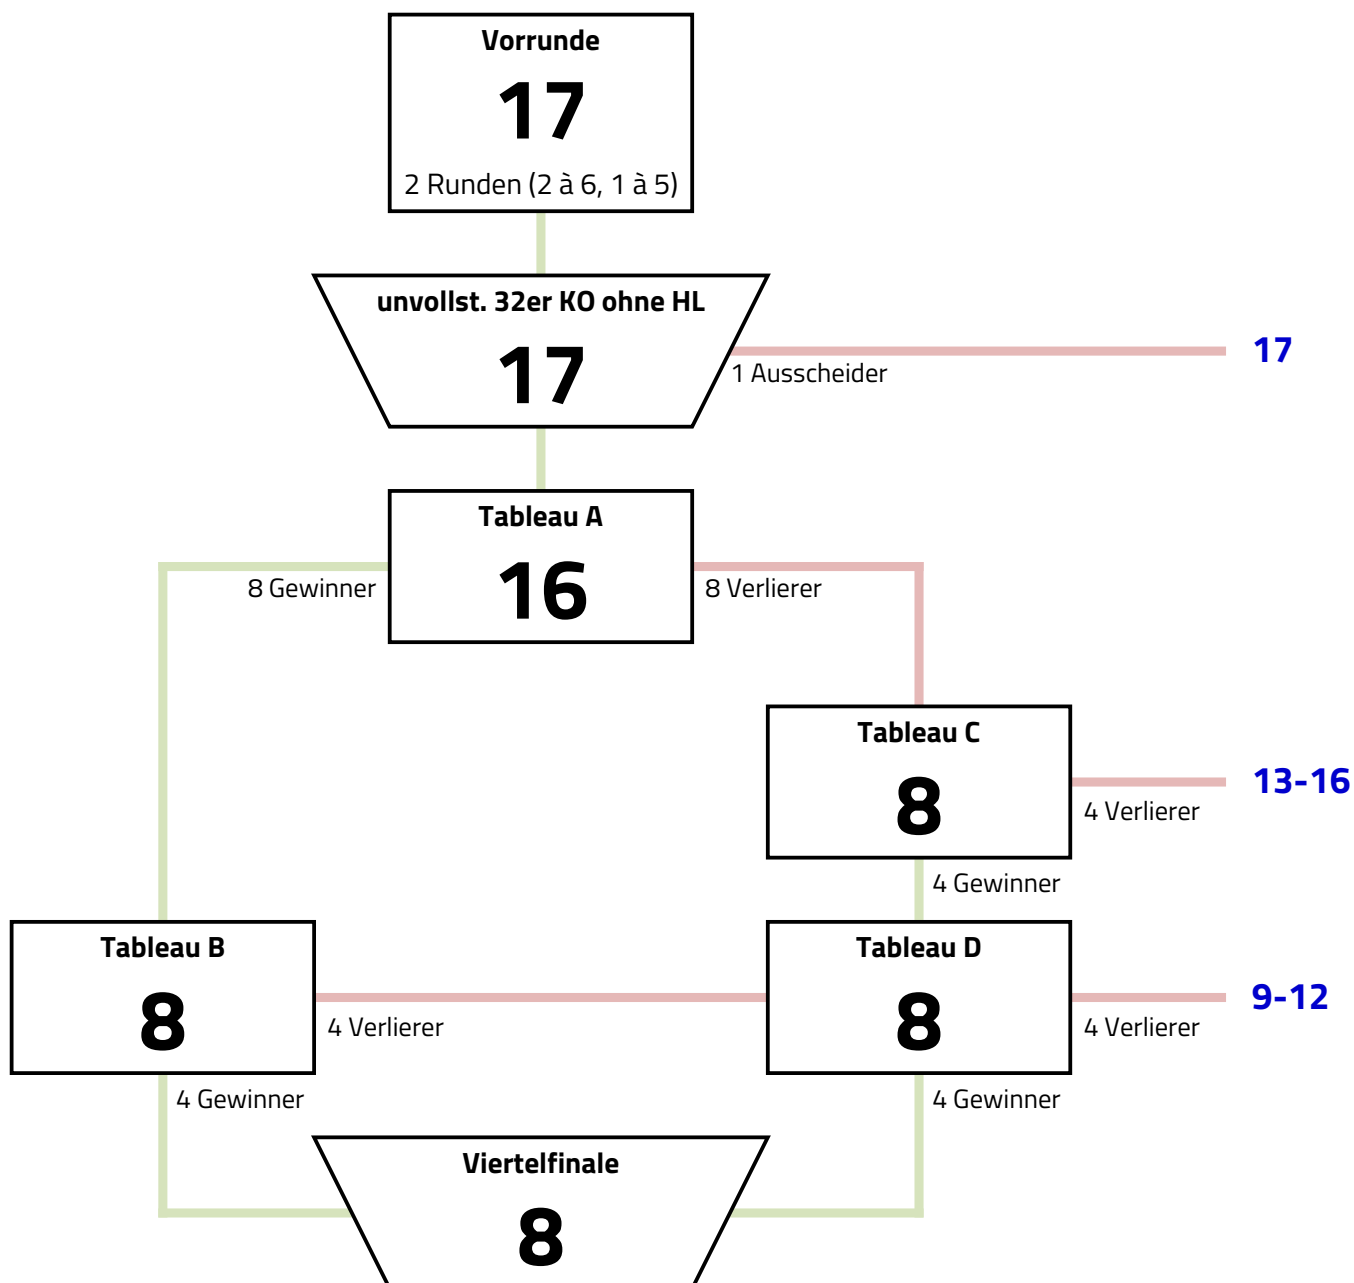 Vorrunde
17
2 Runden (2 à 6, 1 à 5)
unvollst. 32er KO ohne HL
17
1 Ausscheider
17
Tableau A
16
8 Gewinner
8 Verlierer
Tableau C
8
4 Verlierer
13-16
4 Gewinner
Tableau B
8
4 Verlierer
4 Gewinner
Tableau D
8
4 Verlierer
9-12
4 Gewinner
Viertelfinale
8